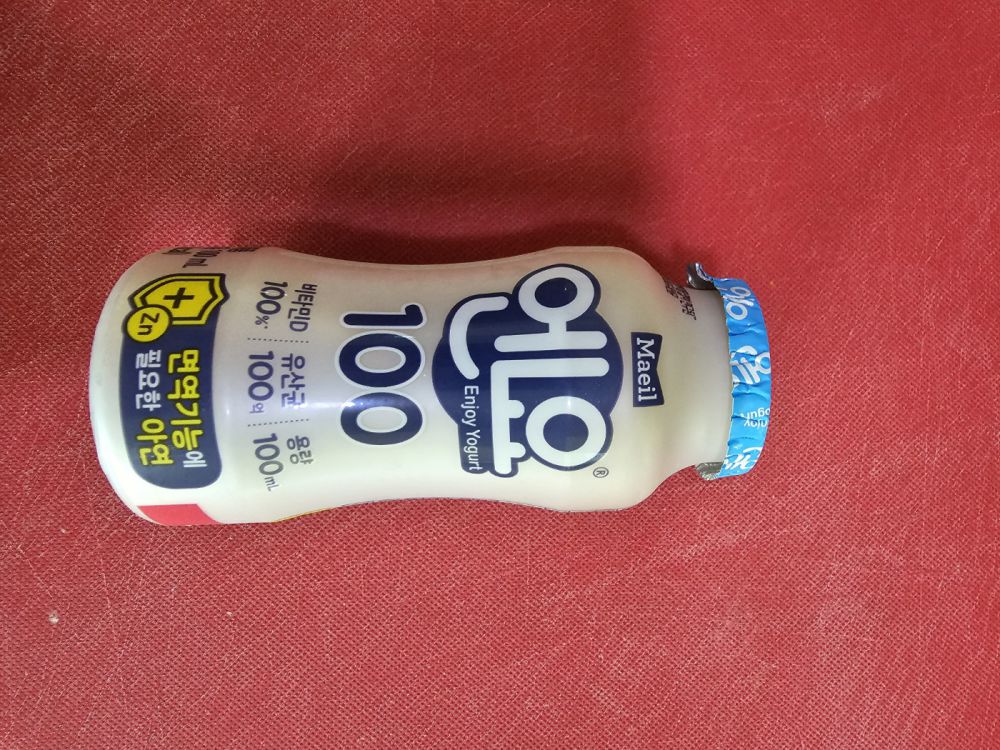 Maeil
엔요®
Enjoy Yogurt
100
비타민D 유산균 용량
100%* 100억 100mL
Zn
면역기능에
필요한 아연